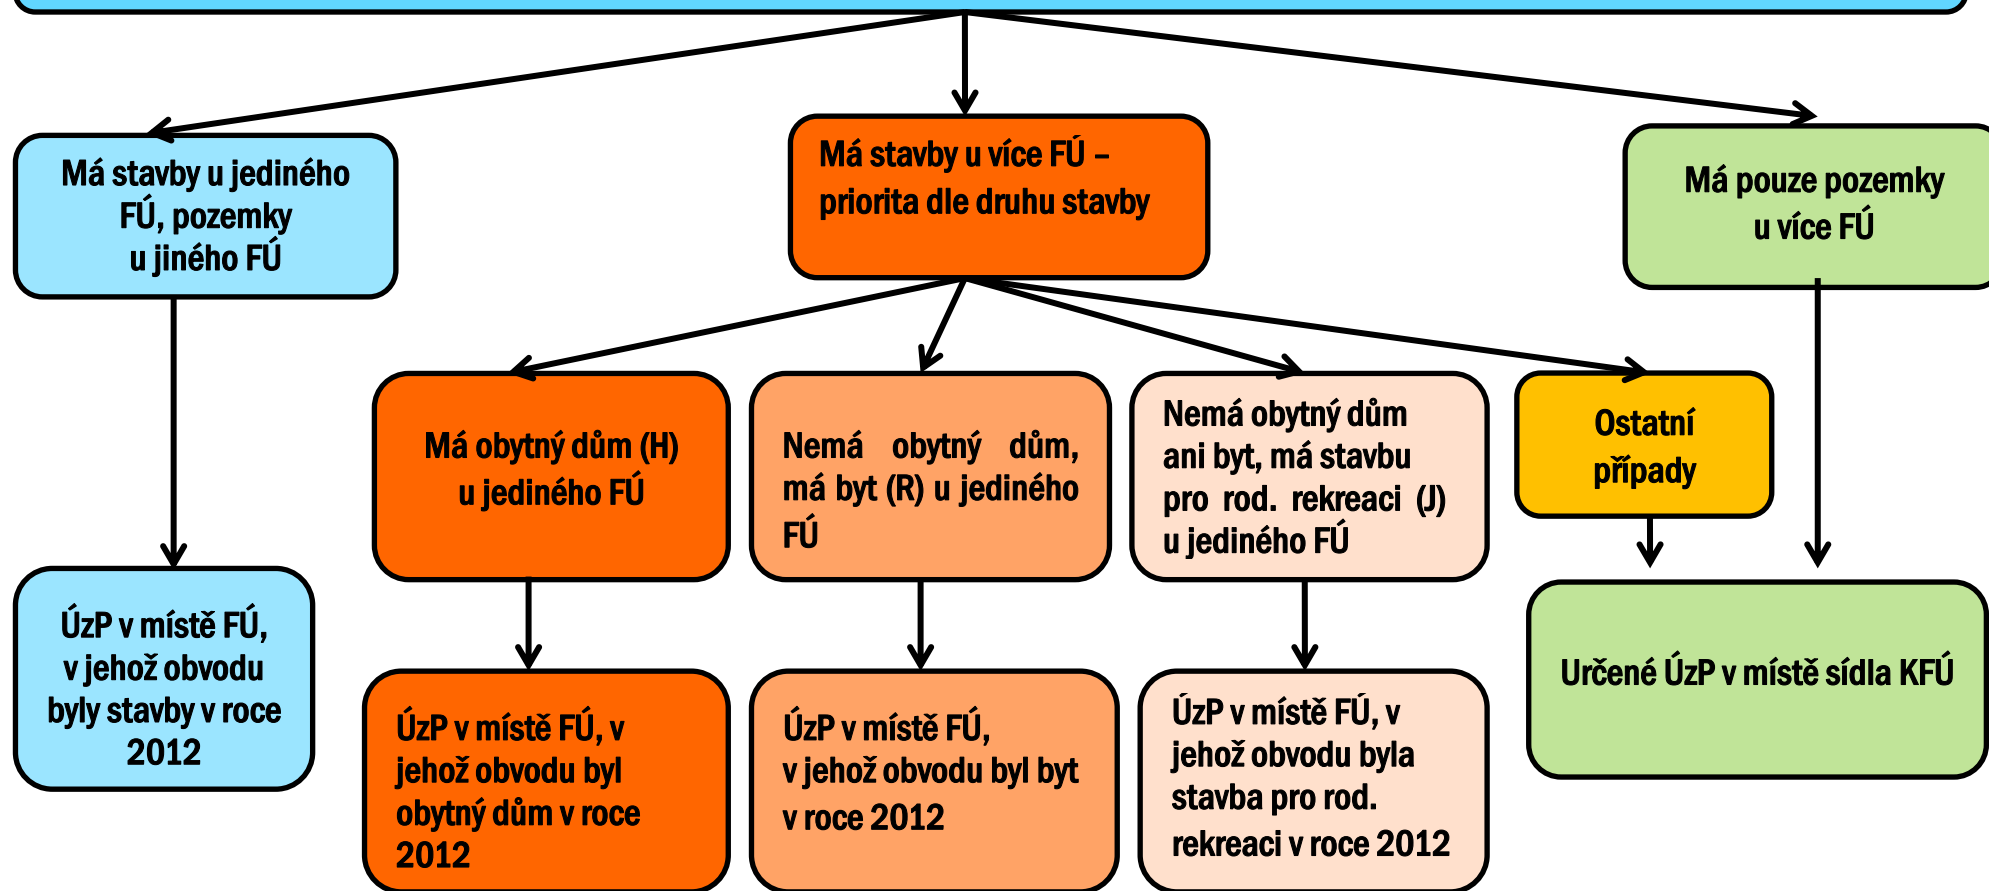 Má stavby u jediného
FÚ, pozemky
u jiného FÚ
Má stavby u více FÚ –
priorita dle druhu stavby
Má pouze pozemky
u více FÚ
Má obytný dům (H)
u jediného FÚ
Nemá obytný dům,
má byt (R) u jediného
FÚ
Nemá obytný dům
ani byt, má stavbu
pro rod. rekreaci (J)
u jediného FÚ
Ostatní
případy
ÚzP v místě FÚ,
v jehož obvodu
byly stavby v roce
2012
ÚzP v místě FÚ, v
jehož obvodu byl
obytný dům v roce
2012
ÚzP v místě FÚ,
v jehož obvodu byl byt
v roce 2012
ÚzP v místě FÚ, v
jehož obvodu byla
stavba pro rod.
rekreaci v roce 2012
Určené ÚzP v místě sídla KFÚ